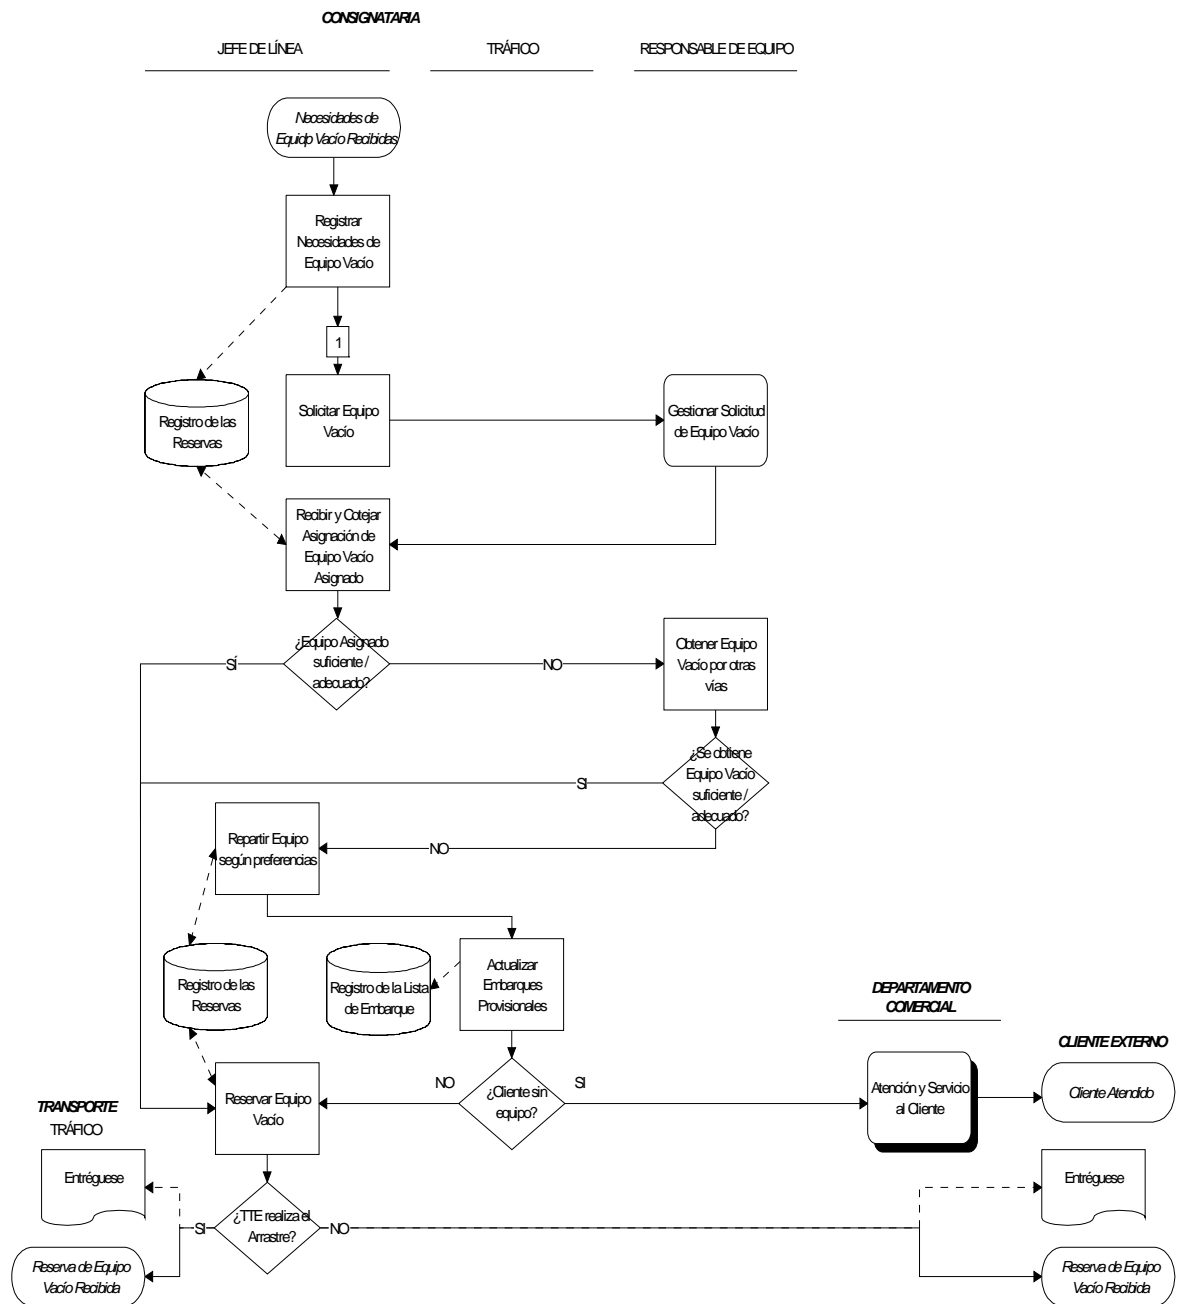 CONSIGNATARIA
JEFE DE LÍNEA
TRÁFICO
RESPONSABLE DE EQUIPO
Necesidades de
Equidp Vacío Recibidas
Registrar
Necesidades de
Equipo Vacío
1
Registro de las
Reservas
Solicitar Equipo
Vacío
Gestionar Solicitud
de Equipo Vacío
Recibir y Cotejar
Asignación de
Equipo Vacío
Asignado
¿Equipo Asignado
suficiente /
adecuado?
SÍ
NO
Obtener Equipo
Vacío por otras
vías
¿Se obtiene
Equipo Vacío
suficiente /
adecuado?
SI
NO
Repartir Equipo
según preferencias
Registro de las
Reservas
Registro de la Lista
de Embarque
Actualizar
Embarques
Provisionales
DEPARTAMENTO
COMERCIAL
CLIENTE EXTERNO
Reservar Equipo
Vacío
NO
¿Cliente sin
equipo?
SI
Atención y Servicio
al Cliente
Cliente Atendido
TRANSPORTE
TRÁFICO
Entréguese
¿TTE realiza el
Arrastre?
SI
NO
Entréguese
Reserva de Equipo
Vacío Recibida
Reserva de Equipo
Vacío Recibida